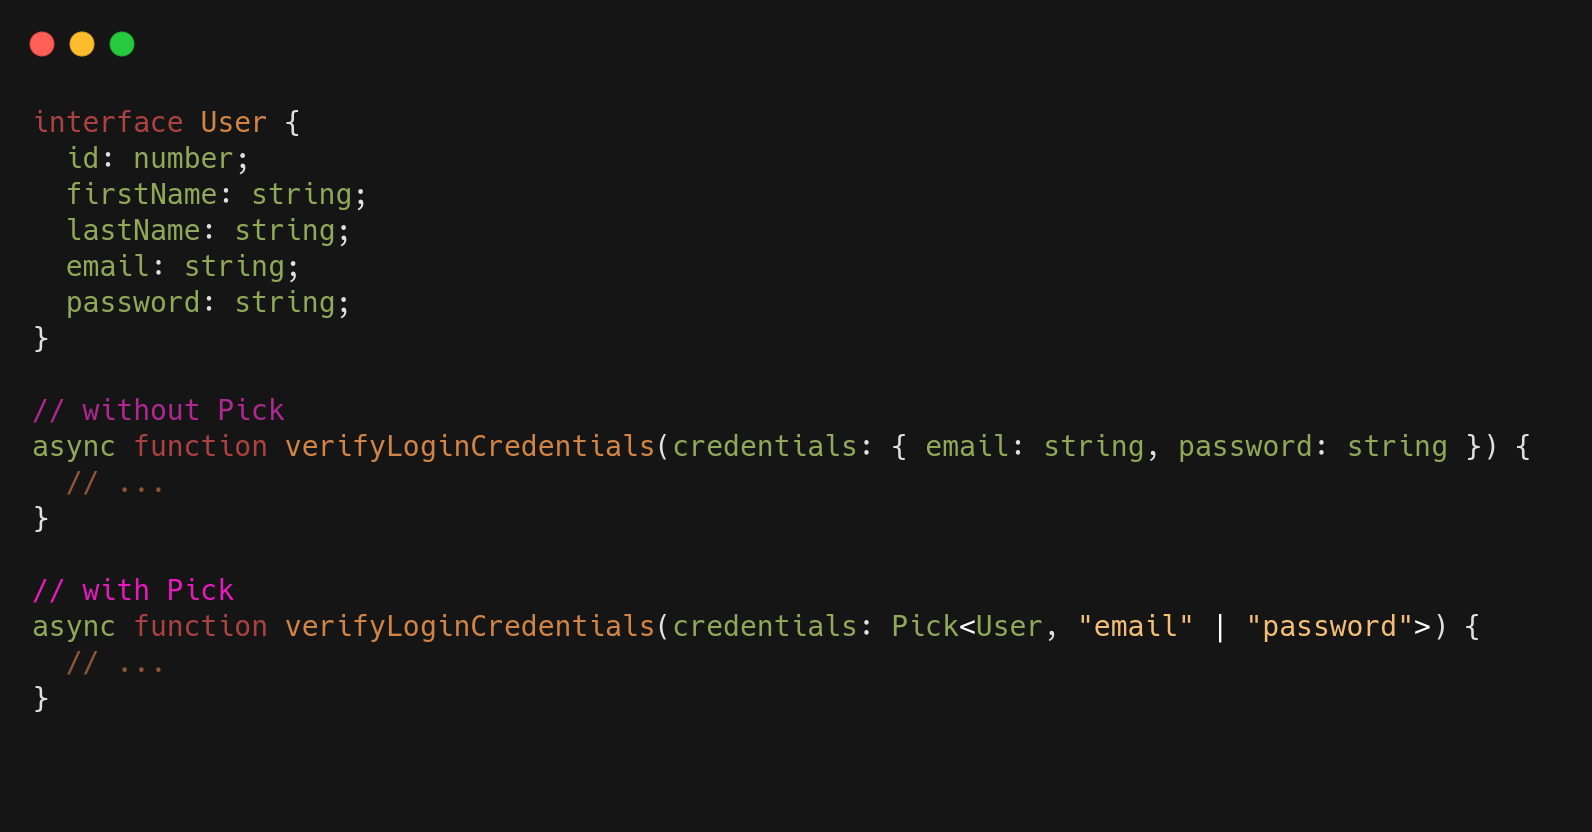 interface User {
  id: number;
  firstName: string;
  lastName: string;
  email: string;
  password: string;
}

// without Pick
async function verifyLoginCredentials(credentials: { email: string, password: string }) {
  // ...
}

// with Pick
async function verifyLoginCredentials(credentials: Pick<User, "email" | "password">) {
  // ...
}